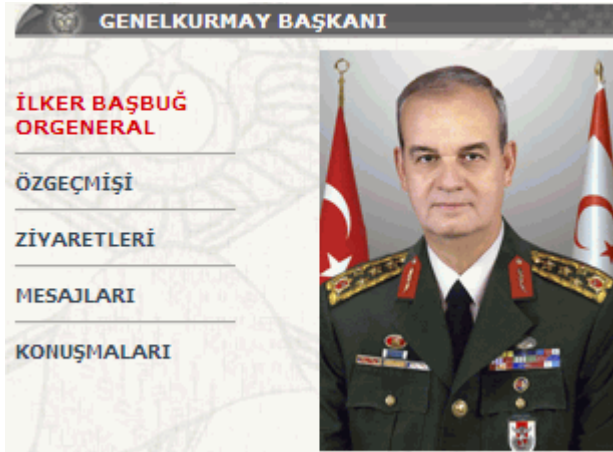 GENELKURMAY BAŞKANI
İLKER BAŞBUĞ
ORGENERAL
ÖZGEÇMİŞİ
ZİYARETLERİ
MESAJLARI
KONUŞMALARI